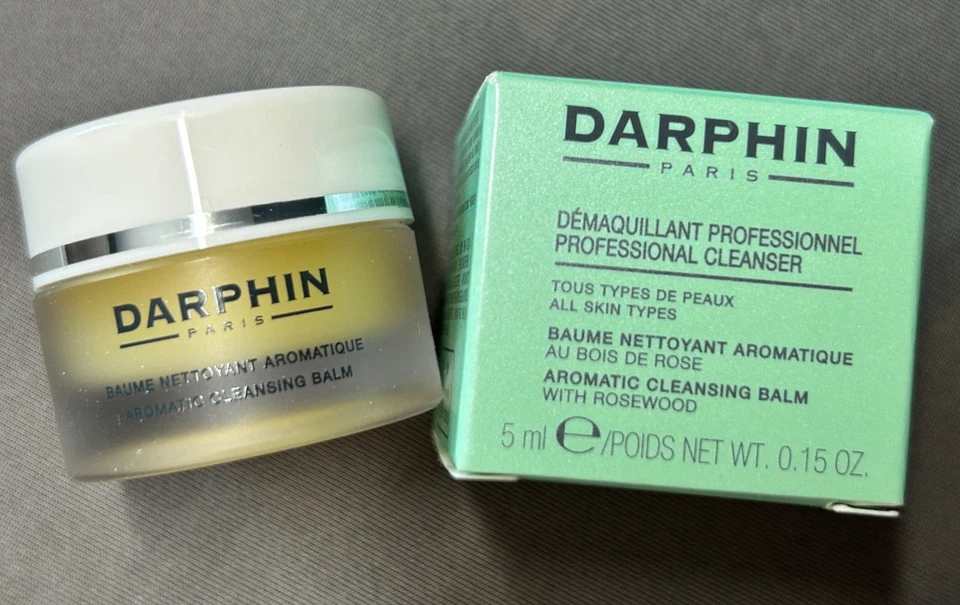 DARPHIN
PARIS
BAUME NETTOYANT AROMATIQUE
AROMATIC CLEANSING BALM
DARPHIN
PARIS
DÉMAQUILLANT PROFESSIONNEL
PROFESSIONAL CLEANSER
TOUS TYPES DE PEAUX
ALL SKIN TYPES
BAUME NETTOYANT AROMATIQUE
AU BOIS DE ROSE
AROMATIC CLEANSING BALM
WITH ROSEWOOD
5 ml ℮/POIDS NET WT. 0.15 OZ.